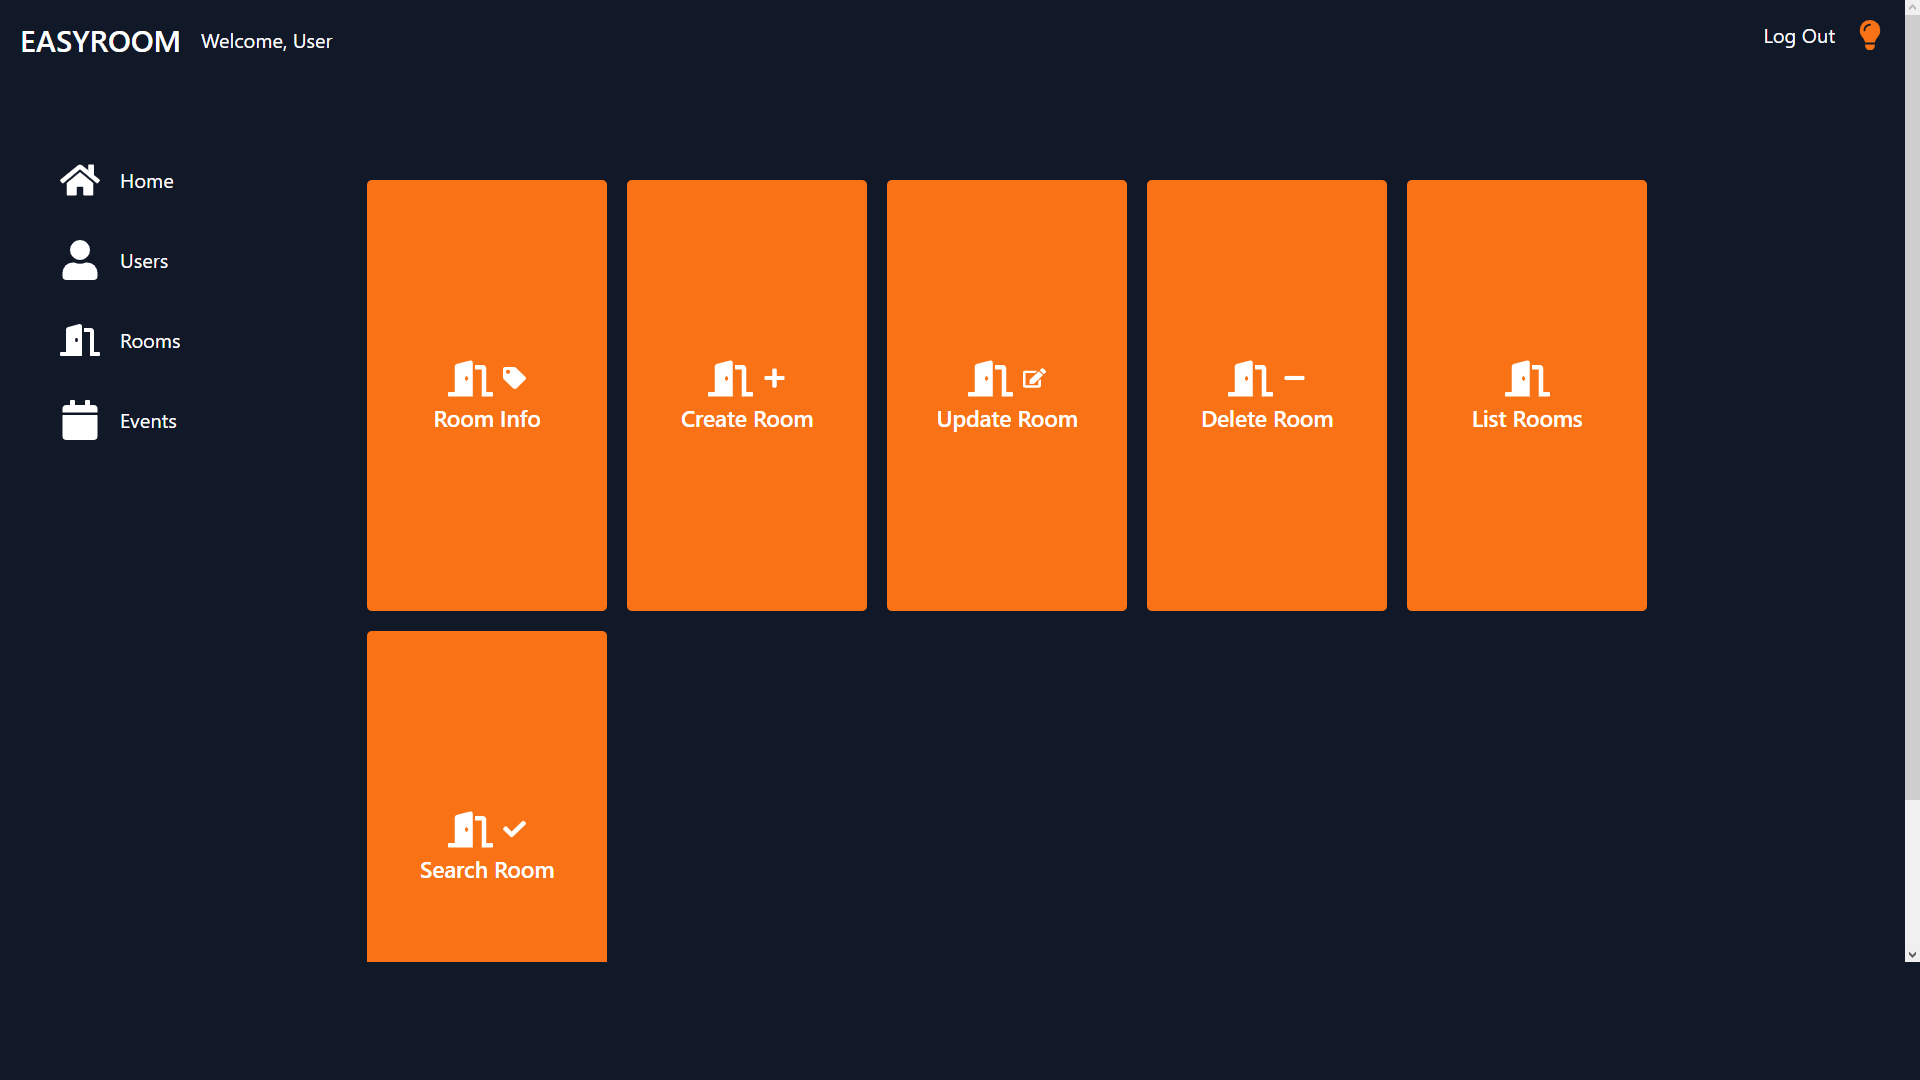 EASYROOM
Welcome, User
Log Out
Home
Users
Rooms
Events
Room Info
Create Room
Update Room
Delete Room
List Rooms
Search Room